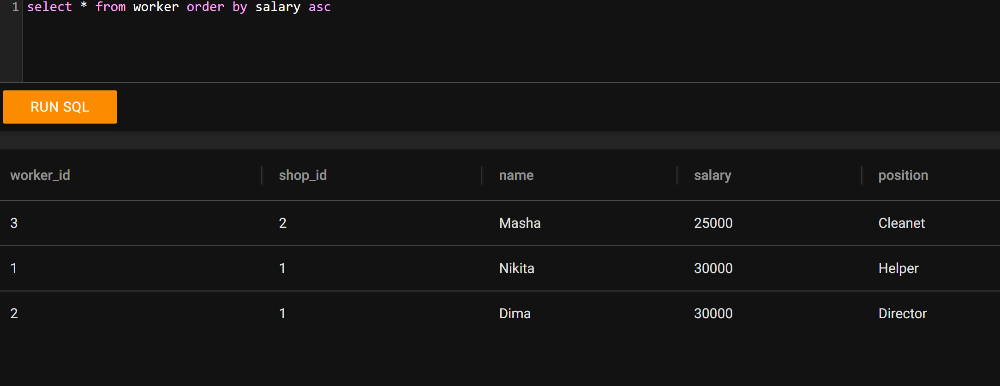 1 select * from worker order by salary asc
RUN SQL
worker_id shop_id name salary position
3 2 Masha 25000 Cleanet
1 1 Nikita 30000 Helper
2 1 Dima 30000 Director